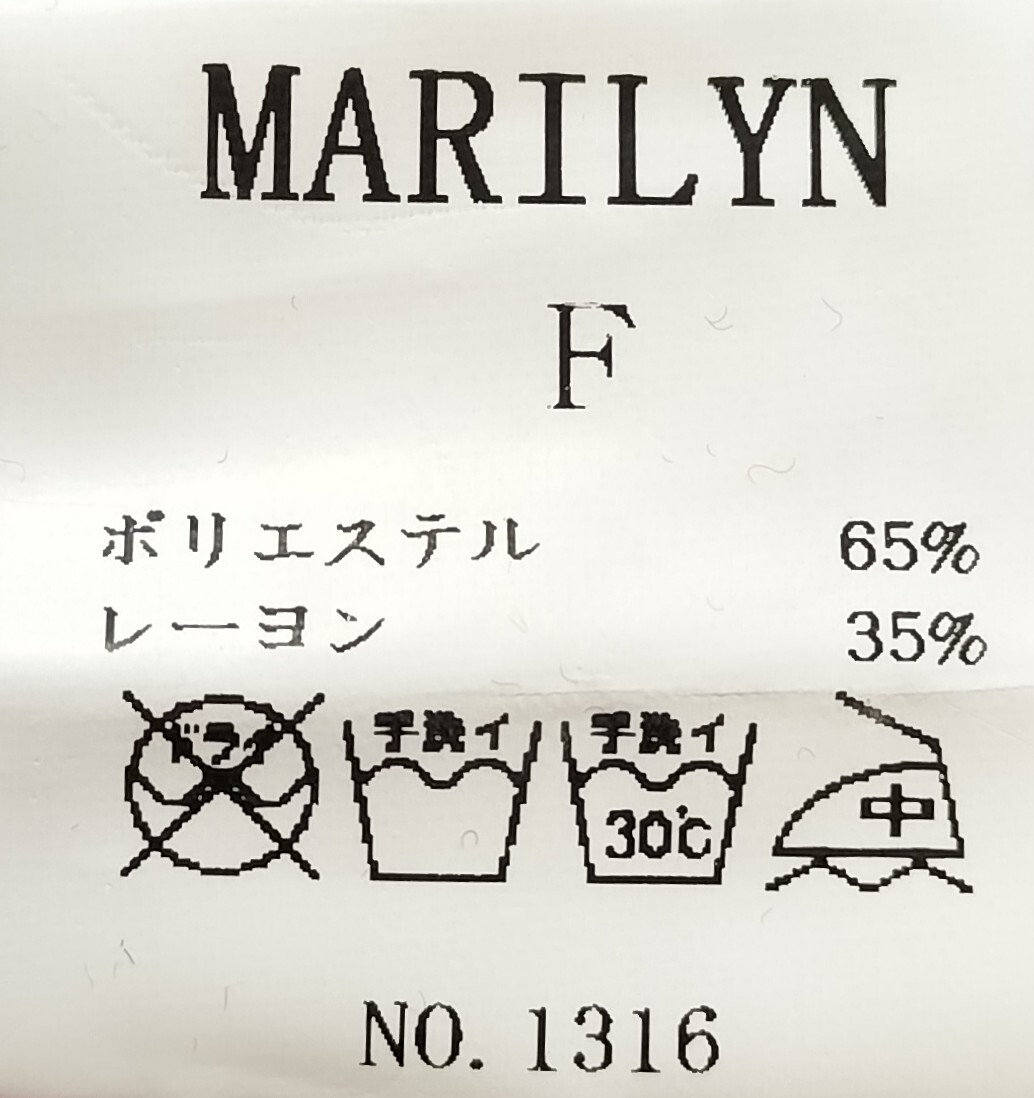 MARILYN
F
ポリエステル 65%
レーヨン 35%
ドライ 手洗イ 手洗イ
30℃ 中
NO. 1316